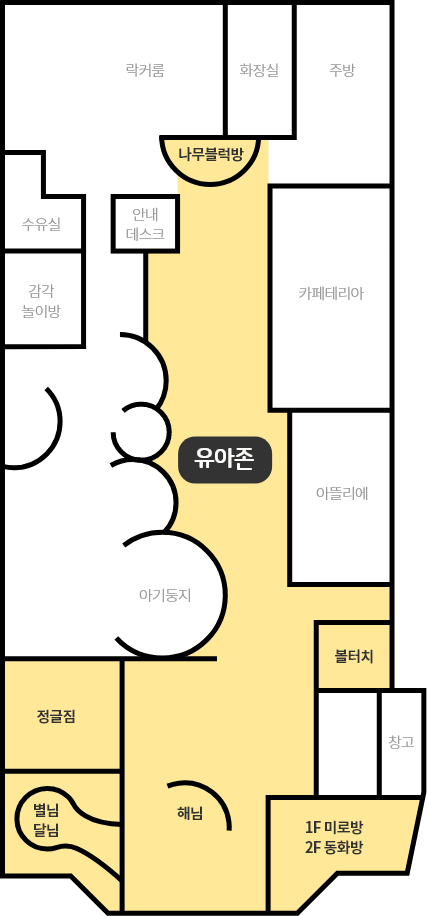 락커룸
화장실
주방
나무블럭방
수유실
안내
데스크
감각
놀이방
카페테리아
유아존
아뜰리에
아기둥지
볼터치
정글짐
창고
별님
달님
해님
1F 미로방
2F 동화방